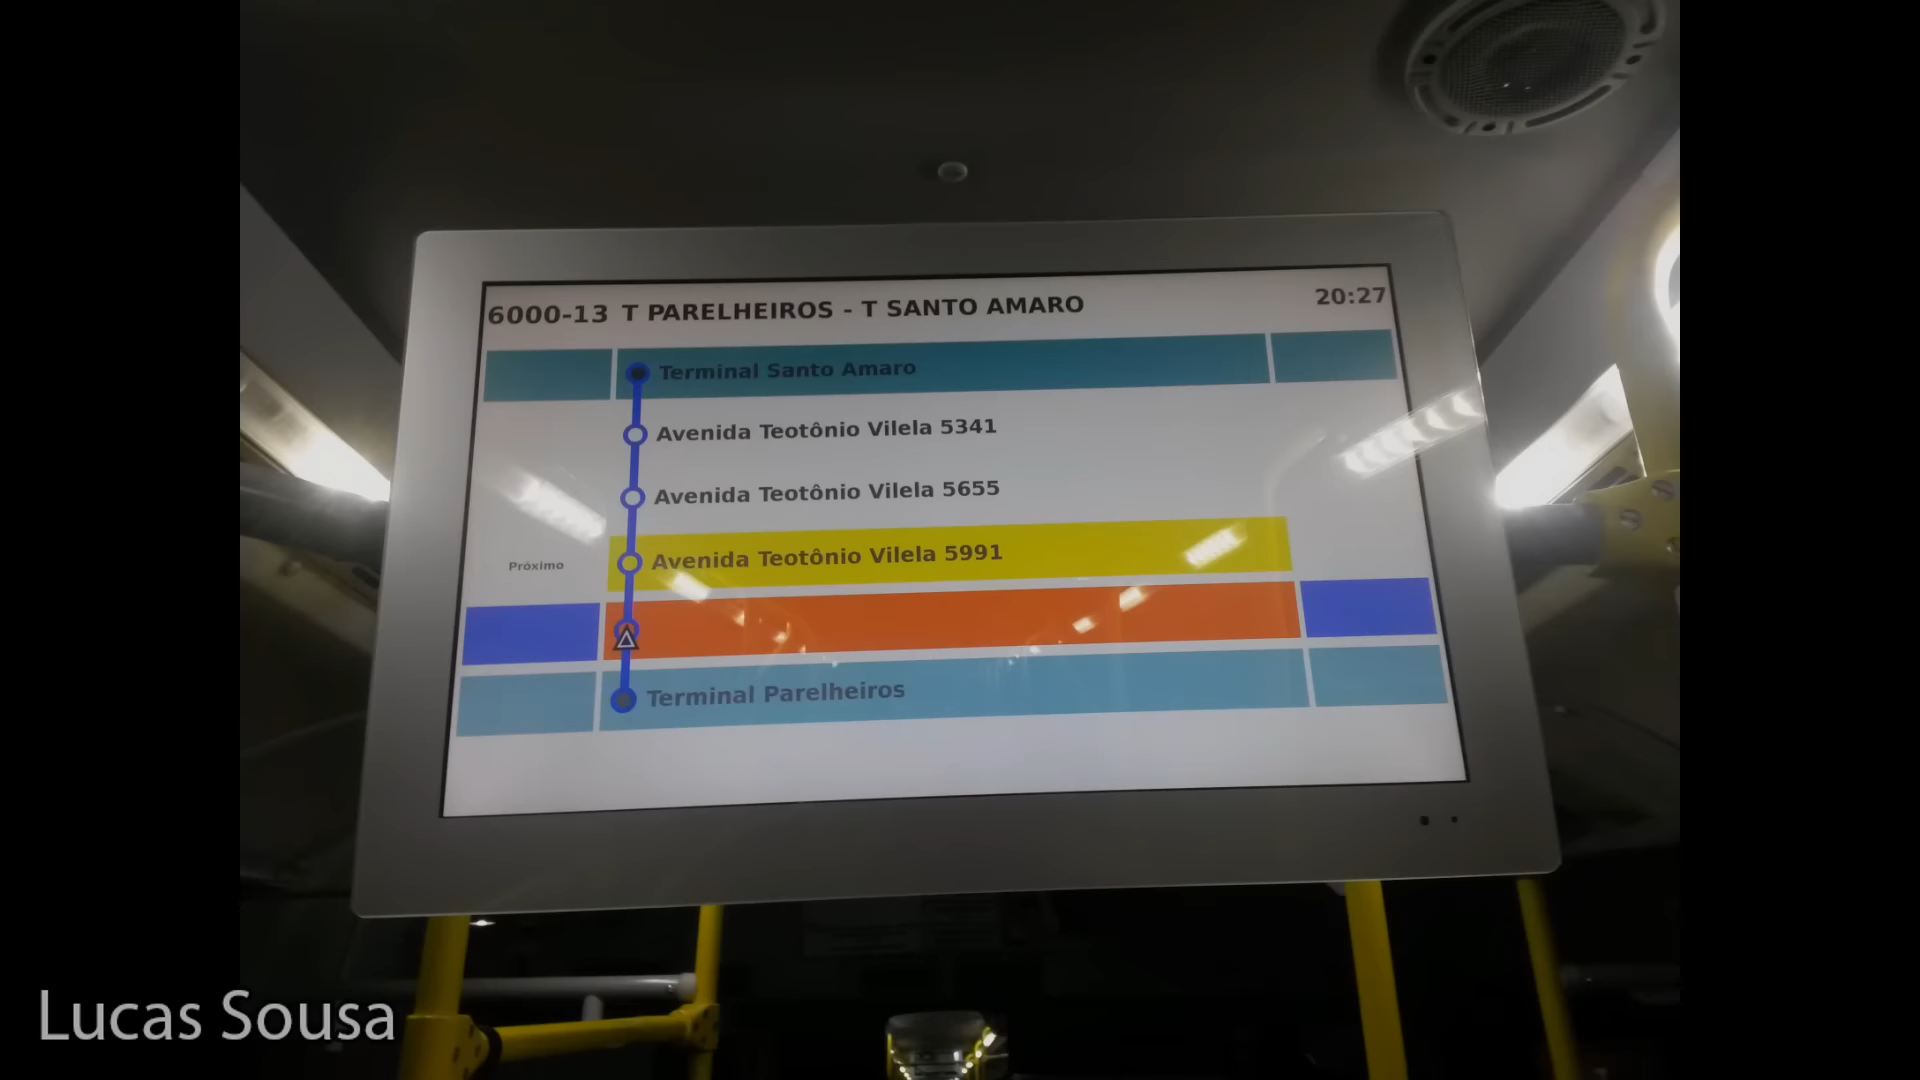 6000-13 T PARELHEIROS - T SANTO AMARO
20:27
Terminal Santo Amaro
Avenida Teotônio Vilela 5341
Avenida Teotônio Vilela 5655
Próximo
Avenida Teotônio Vilela 5991
Terminal Parelheiros
Lucas Sousa